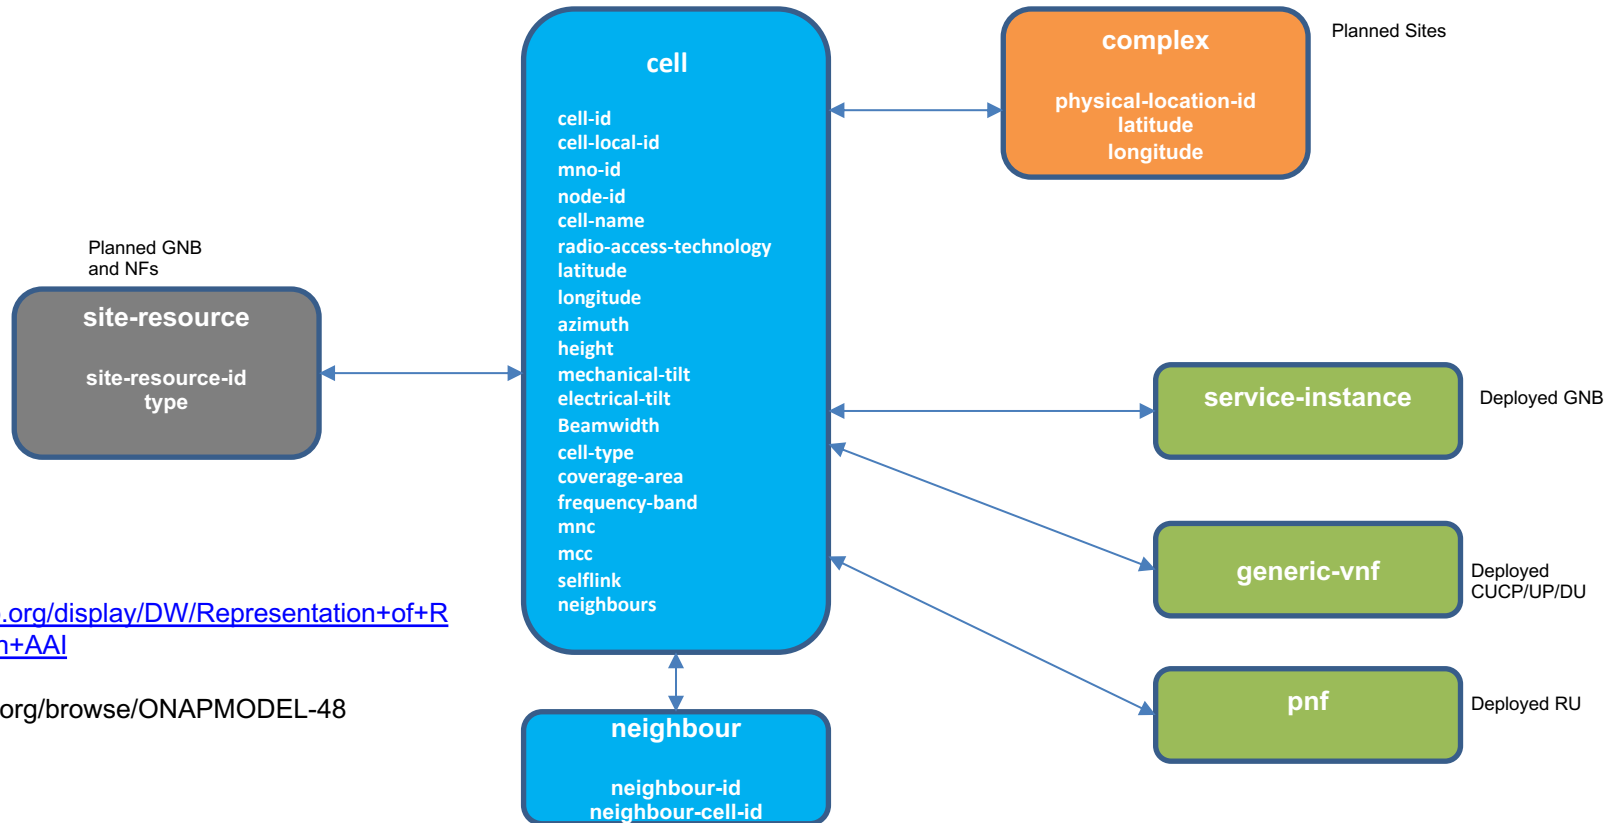 cell
cell-id
cell-local-id
mno-id
node-id
cell-name
radio-access-technology
latitude
longitude
azimuth
height
mechanical-tilt
electrical-tilt
Beamwidth
cell-type
coverage-area
frequency-band
mnc
mcc
selflink
neighbours
complex
physical-location-id
latitude
longitude
Planned Sites
Planned GNB
and NFs
site-resource
site-resource-id
type
service-instance
Deployed GNB
generic-vnf
Deployed
CUCP/UP/DU
pnf
Deployed RU
.org/display/DW/Representation+of+R
n+AAI
org/browse/ONAPMODEL-48
neighbour
neighbour-id
neighbour-cell-id